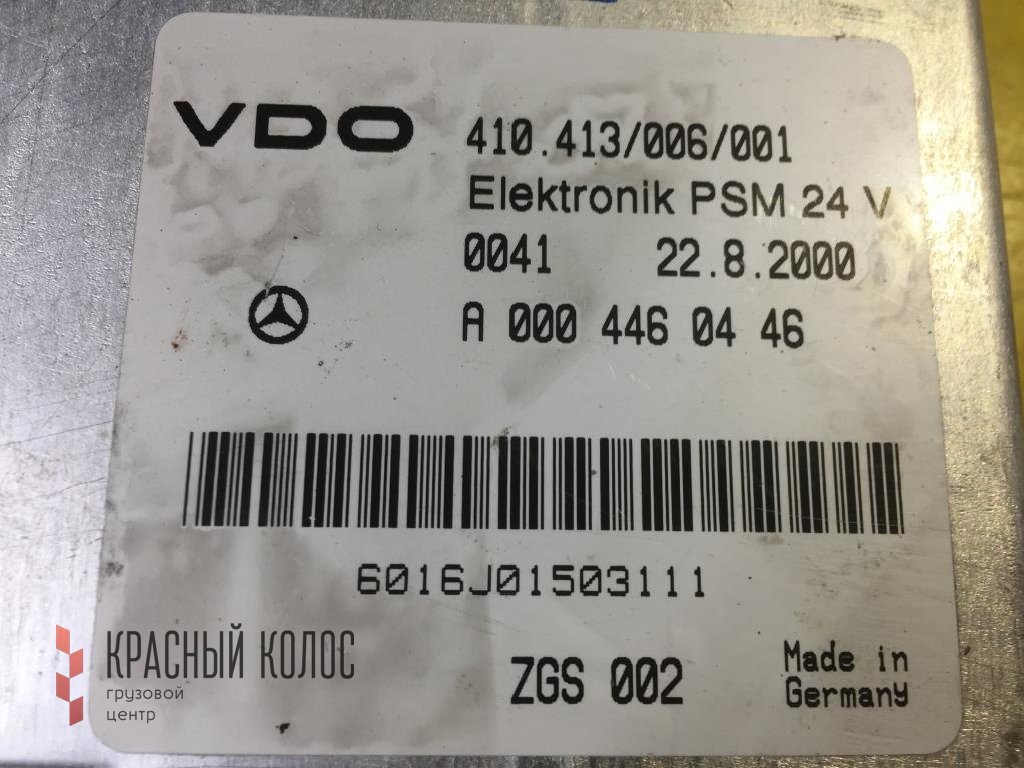 VDO
410.413/006/001
Elektronik PSM 24 V
0041 22.8.2000
A 000 446 04 46
6016J01503111
ZGS 002
Made in
Germany
КРАСНЫЙ КОЛОС
грузовой
центр